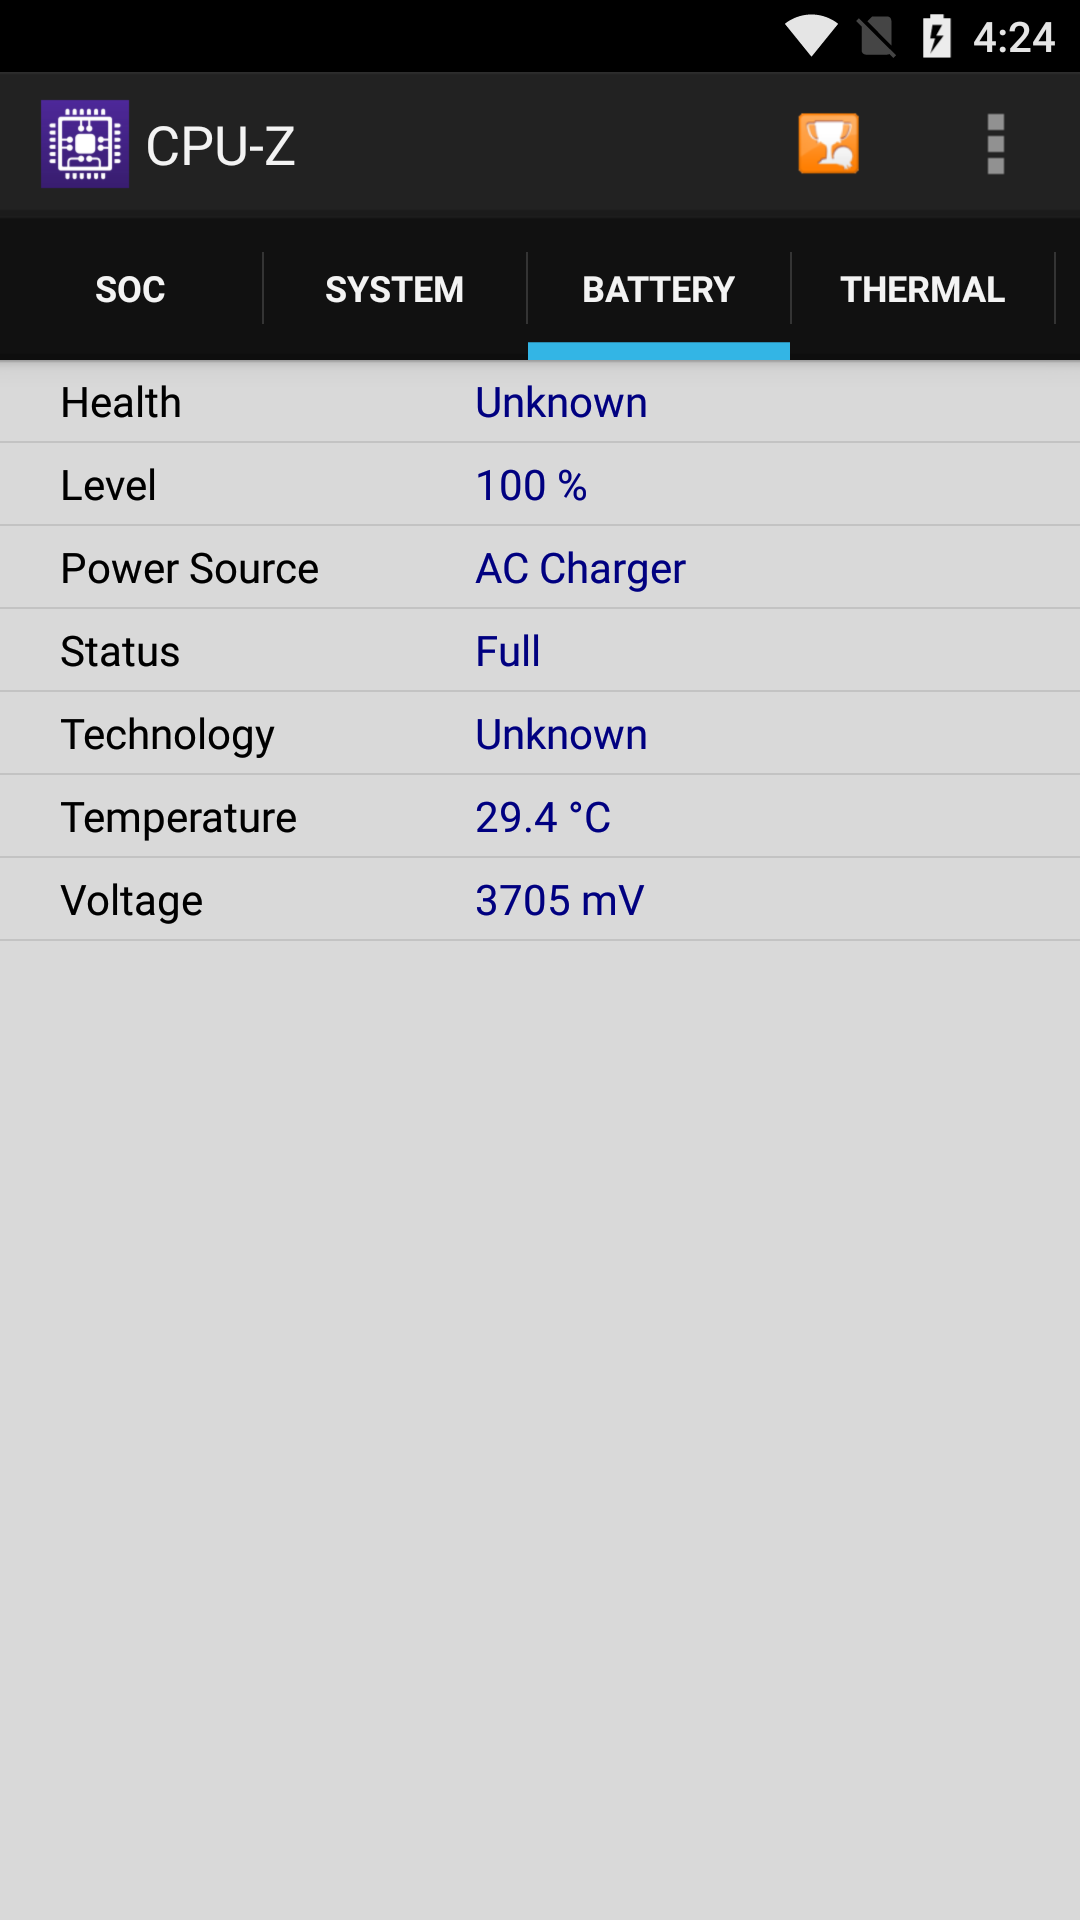 4:24
CPU-Z
SOC SYSTEM BATTERY THERMAL
Health Unknown
Level 100 %
Power Source AC Charger
Status Full
Technology Unknown
Temperature 29.4 °C
Voltage 3705 mV